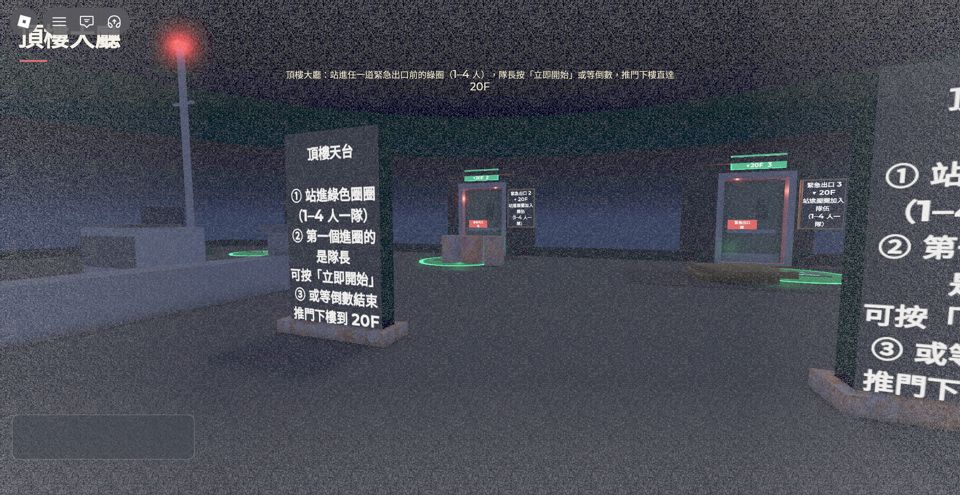 頂樓大廳
頂樓大廳：站進任一道緊急出口前的綠圈（1–4 人），隊長按「立即開始」或等倒數，推門下樓直達
20F
頂樓天台
① 站進綠色圈圈
（1–4 人一隊）
② 第一個進圈的
是隊長
可按「立即開始」
③ 或等倒數結束
推門下樓到 20F
緊急出口 2
緊急出口 3
▼ 20F
站進圈圈加入
隊伍
（1–4 人一
隊）
① 站
（1–4
② 第一
可按「
③ 或等
推門下